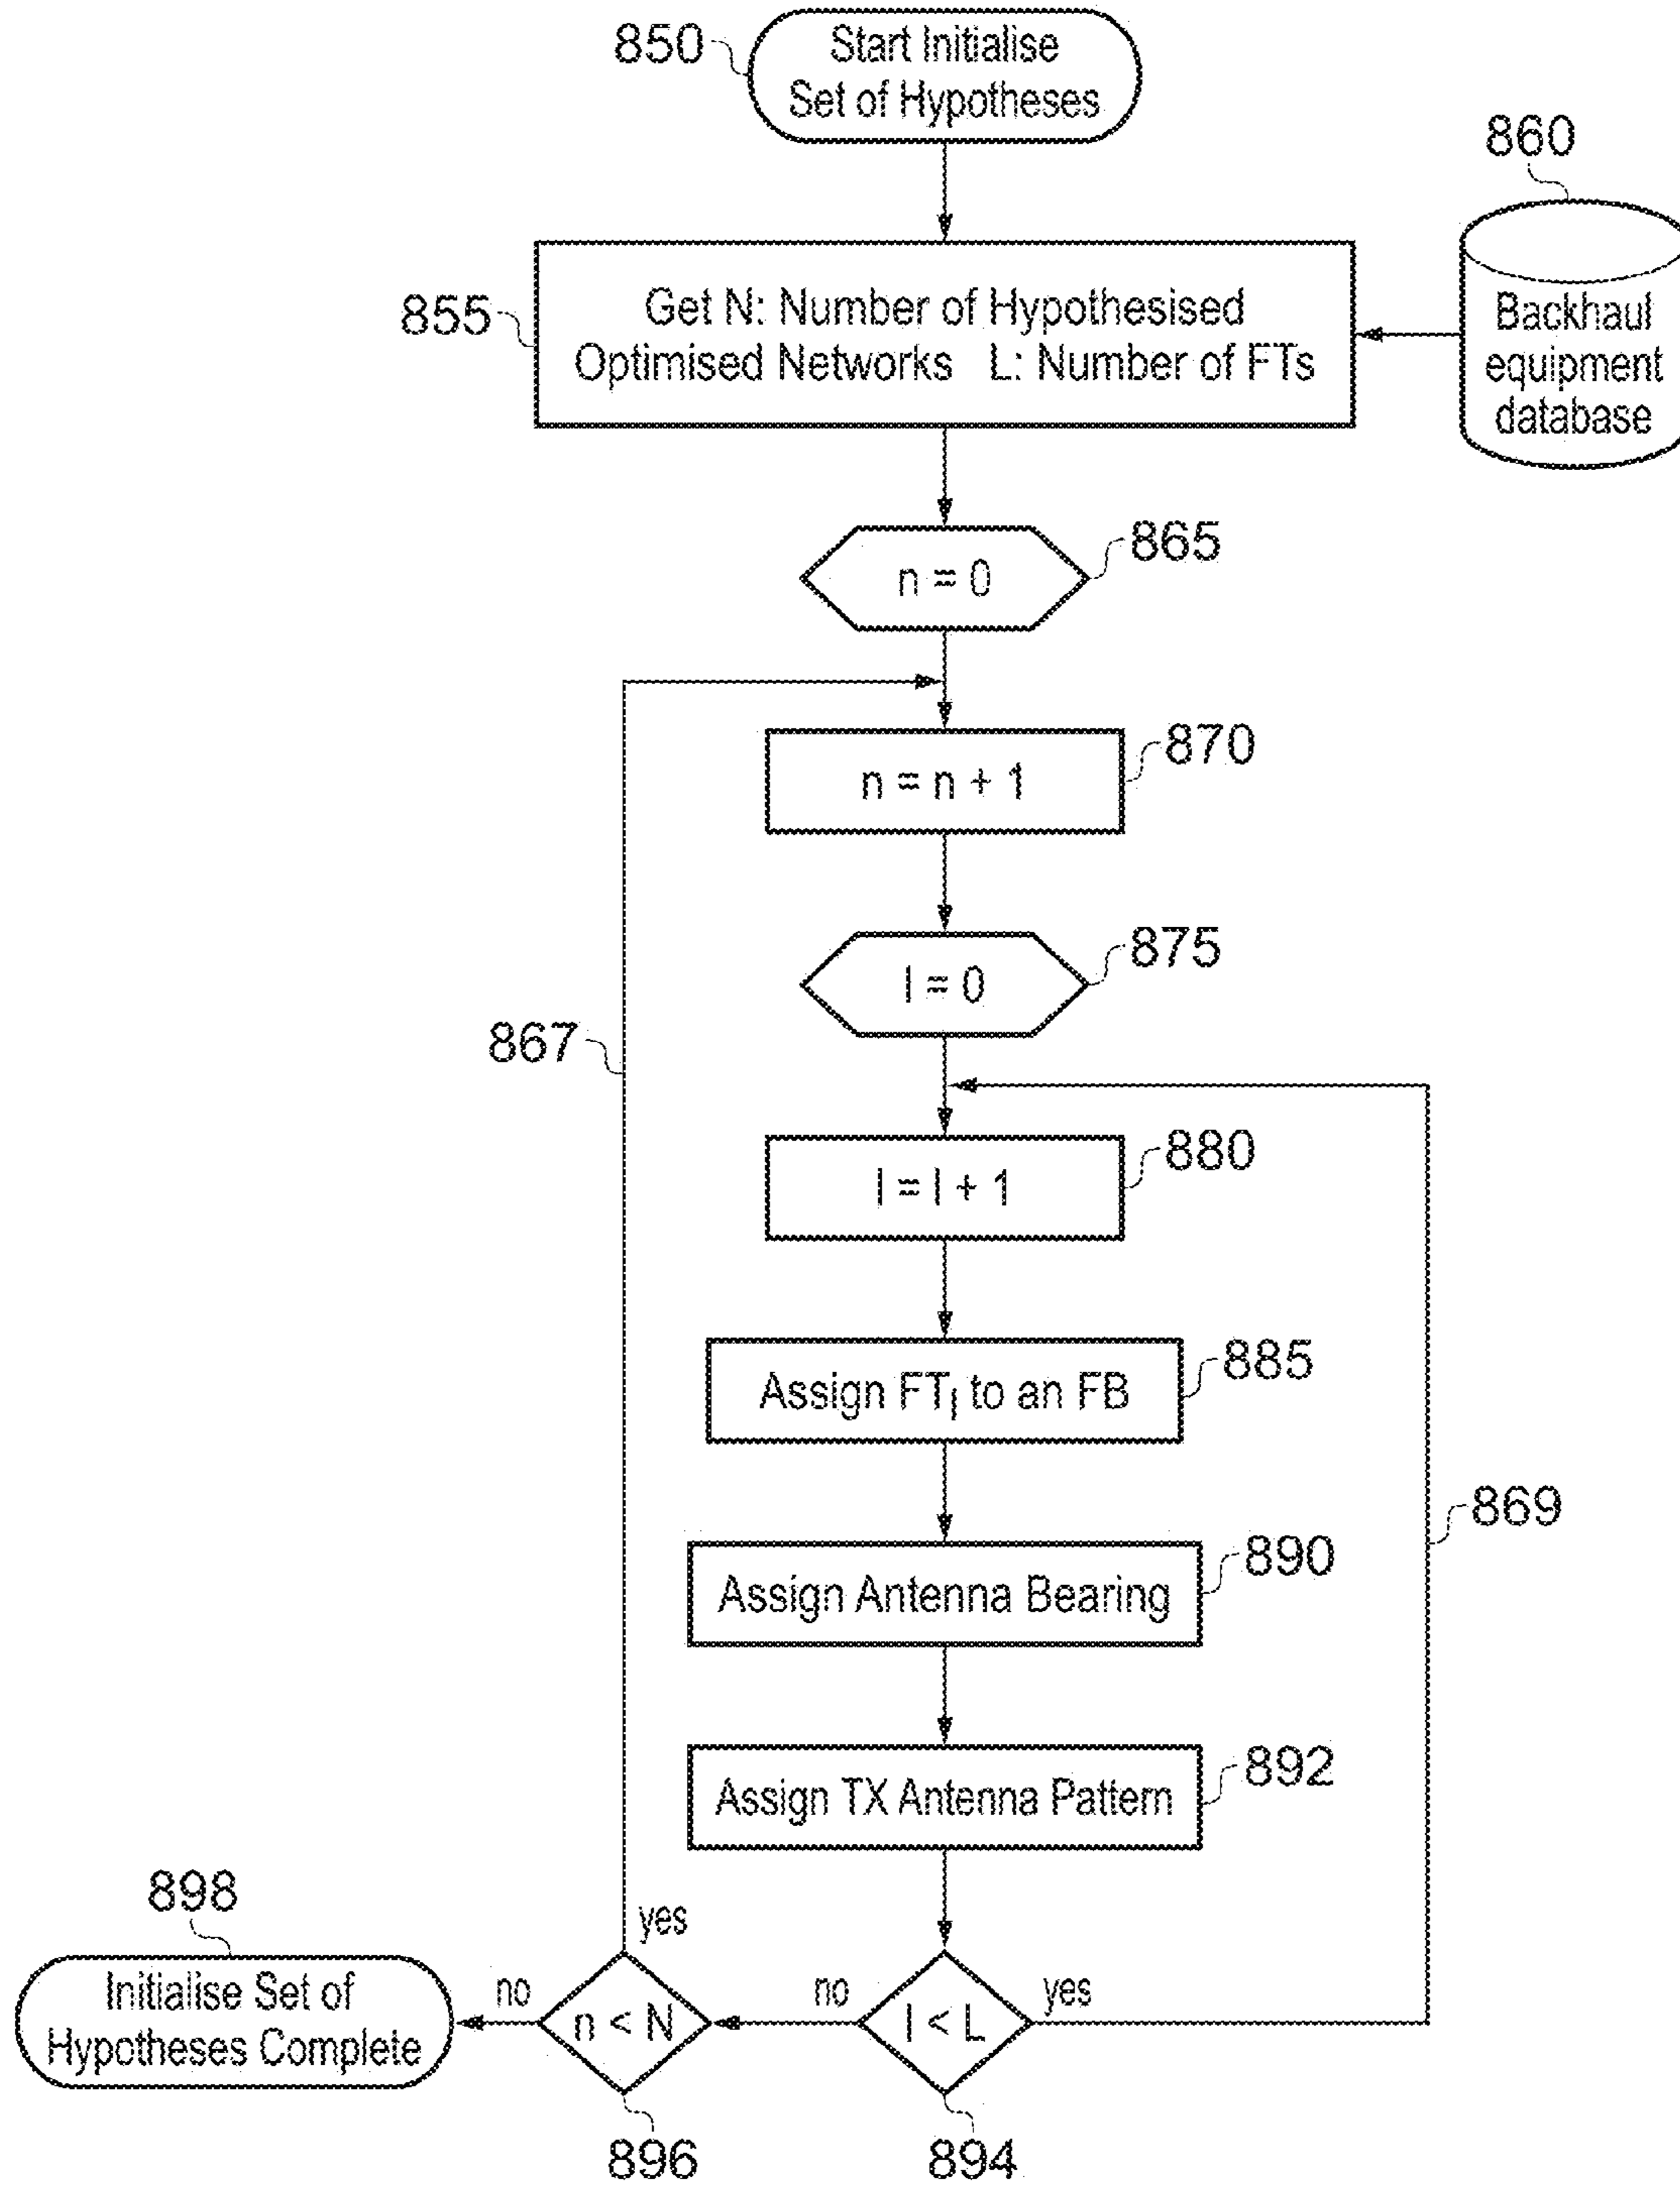 850
Start Initialise
Set of Hypotheses
860
855
Get N: Number of Hypothesised
Optimised Networks L: Number of FTs
Backhaul
equipment
database
865
n = 0
870
n = n + 1
875
l = 0
867
880
l = l + 1
885
Assign FTl to an FB
869
890
Assign Antenna Bearing
892
Assign TX Antenna Pattern
898
yes
Initialise Set of
Hypotheses Complete
no
n < N
no
l < L
yes
896
894